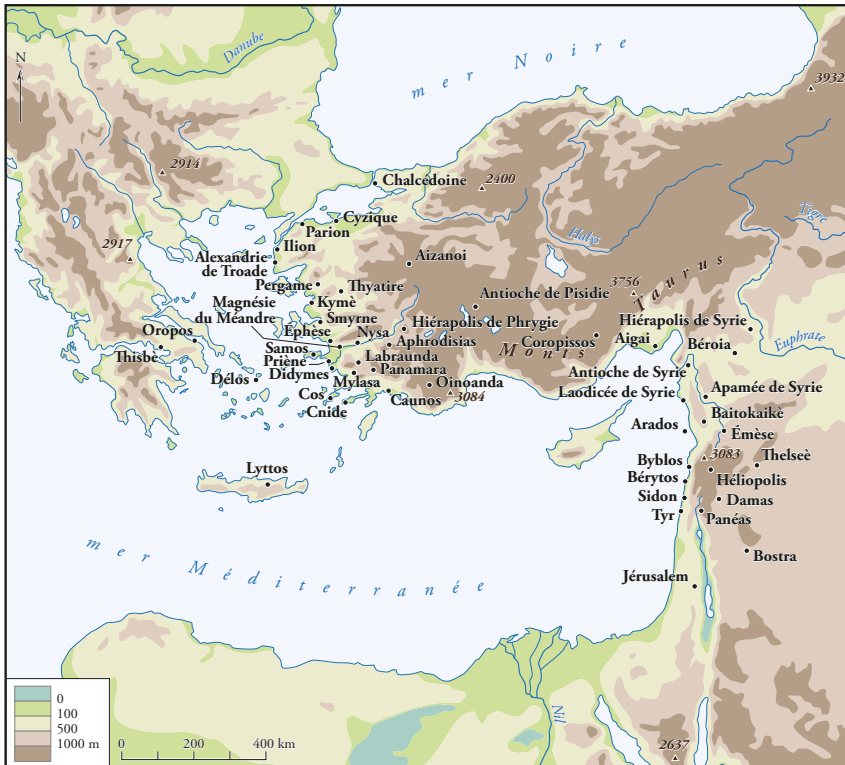 Danube
mer Noire
3932
N
2914
Chalcédoine
2400
Cyzique
Parion
Halys
Tigre
2917
Ilion
Alexandrie
de Troade
Aizanoi
Pergame
Thyatire
3756
Taurus
Magnésie
du Méandre
Kymè
Antioche de Pisidie
Smyrne
Hiérapolis de Phrygie
Hiérapolis de Syrie
Oropos
Éphèse
Nysa
Aphrodisias
Coropissos
Aigai
Euphrate
Thisbè
Samos
Monts
Béroia
Priène
Labraunda
Didymes
Panamara
Antioche de Syrie
Délos
Mylasa
Oinoanda
Laodicée de Syrie
Apamée de Syrie
Cos
Caunos
3084
Cnide
Baitokaikè
Arados
Émèse
Lyttos
Byblos
3083
Thelseè
Bérytos
Héliopolis
Sidon
Damas
Tyr
Panéas
mer Méditerranée
Bostra
Jérusalem
0
100
500
1000 m
0 200 400 km
Nil
2637